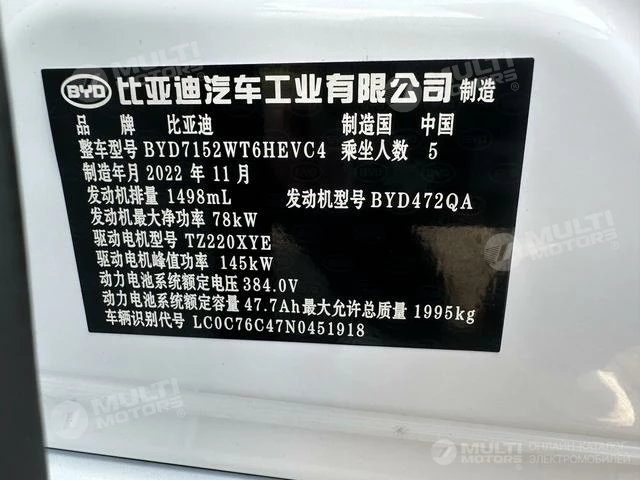 BYD 比亚迪汽车工业有限公司 制造
品 牌 比亚迪 制造国 中国
整车型号 BYD7152WT6HEVC4 乘坐人数 5
制造年月 2022 年 11 月
发动机排量 1498mL 发动机型号 BYD472QA
发动机最大净功率 78kW
驱动电机型号 TZ220XYE
驱动电机峰值功率 145kW
动力电池系统额定电压 384.0V
动力电池系统额定容量 47.7Ah 最大允许总质量 1995kg
车辆识别代号 LC0C76C47N0451918
MULTI MOTORS
MULTI MOTORS
MULTI MOTORS
MULTI MOTORS
MULTI MOTORS ОНЛАЙН-КАТАЛОГ ЭЛЕКТРОМОБИЛЕЙ